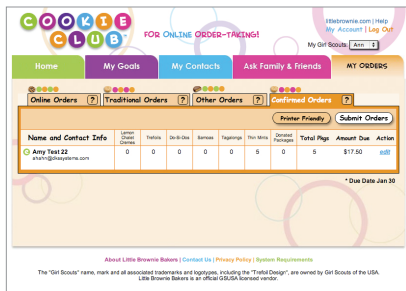 COOKIE CLUB
FOR ONLINE ORDER-TAKING!
littlebrownie.com | Help
My Account | Log Out
My Girl Scouts: Ann
Home My Goals My Contacts Ask Family & Friends MY ORDERS
Online Orders ? Traditional Orders ? Other Orders ? Confirmed Orders ?
Printer Friendly Submit Orders
Name and Contact Info Lemon Chalet Cremes Trefoils Do-Si-Dos Samoas Tagalongs Thin Mints Donated Packages Total Pkgs Amount Due Action
Amy Test 22 0 0 0 0 0 5 0 5 $17.50 edit
ahahn@dkssystems.com
* Due Date Jan 30
About Little Brownie Bakers | Contact Us | Privacy Policy | System Requirements
The "Girl Scouts" name, mark and all associated trademarks and logotypes, including the "Trefoil Design", are owned by Girl Scouts of the USA.
Little Brownie Bakers is an official GSUSA licensed vendor.